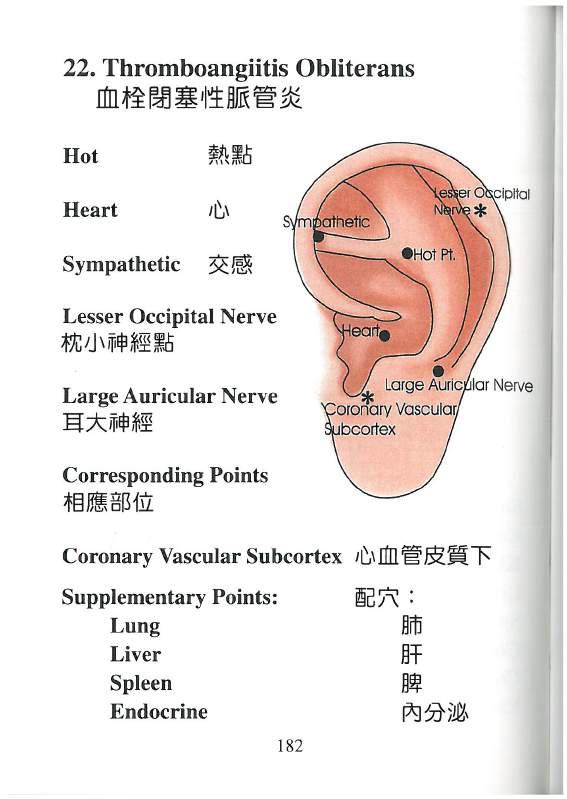 22. Thromboangiitis Obliterans
血栓閉塞性脈管炎
Hot 熱點
Heart 心
Sympathetic 交感
Lesser Occipital Nerve
枕小神經點
Large Auricular Nerve
耳大神經
Corresponding Points
相應部位
Coronary Vascular Subcortex 心血管皮質下
Supplementary Points: 配穴：
Lung 肺
Liver 肝
Spleen 脾
Endocrine 內分泌
Lesser Occipital
Nerve *
Sympathetic
Hot Pt.
Heart
Large Auricular Nerve
*
Coronary Vascular
Subcortex
182